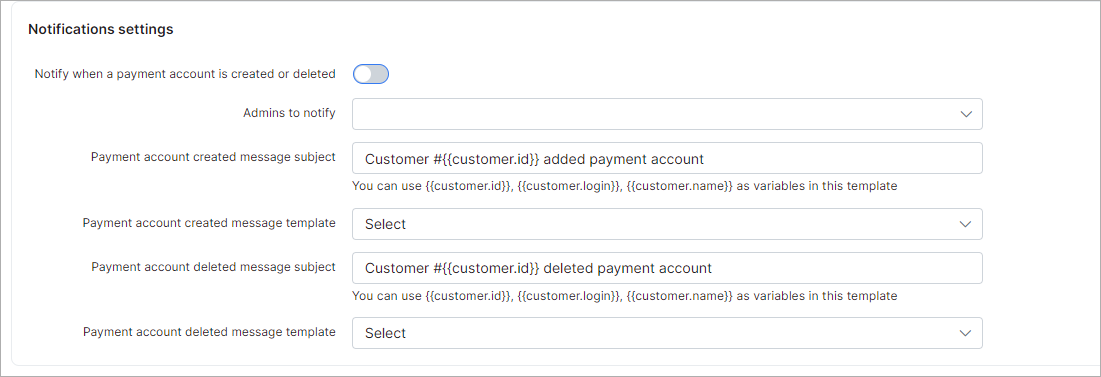 Notifications settings
Notify when a payment account is created or deleted
Admins to notify
Payment account created message subject
Customer #{{customer.id}} added payment account
You can use {{customer.id}}, {{customer.login}}, {{customer.name}} as variables in this template
Payment account created message template
Select
Payment account deleted message subject
Customer #{{customer.id}} deleted payment account
You can use {{customer.id}}, {{customer.login}}, {{customer.name}} as variables in this template
Payment account deleted message template
Select